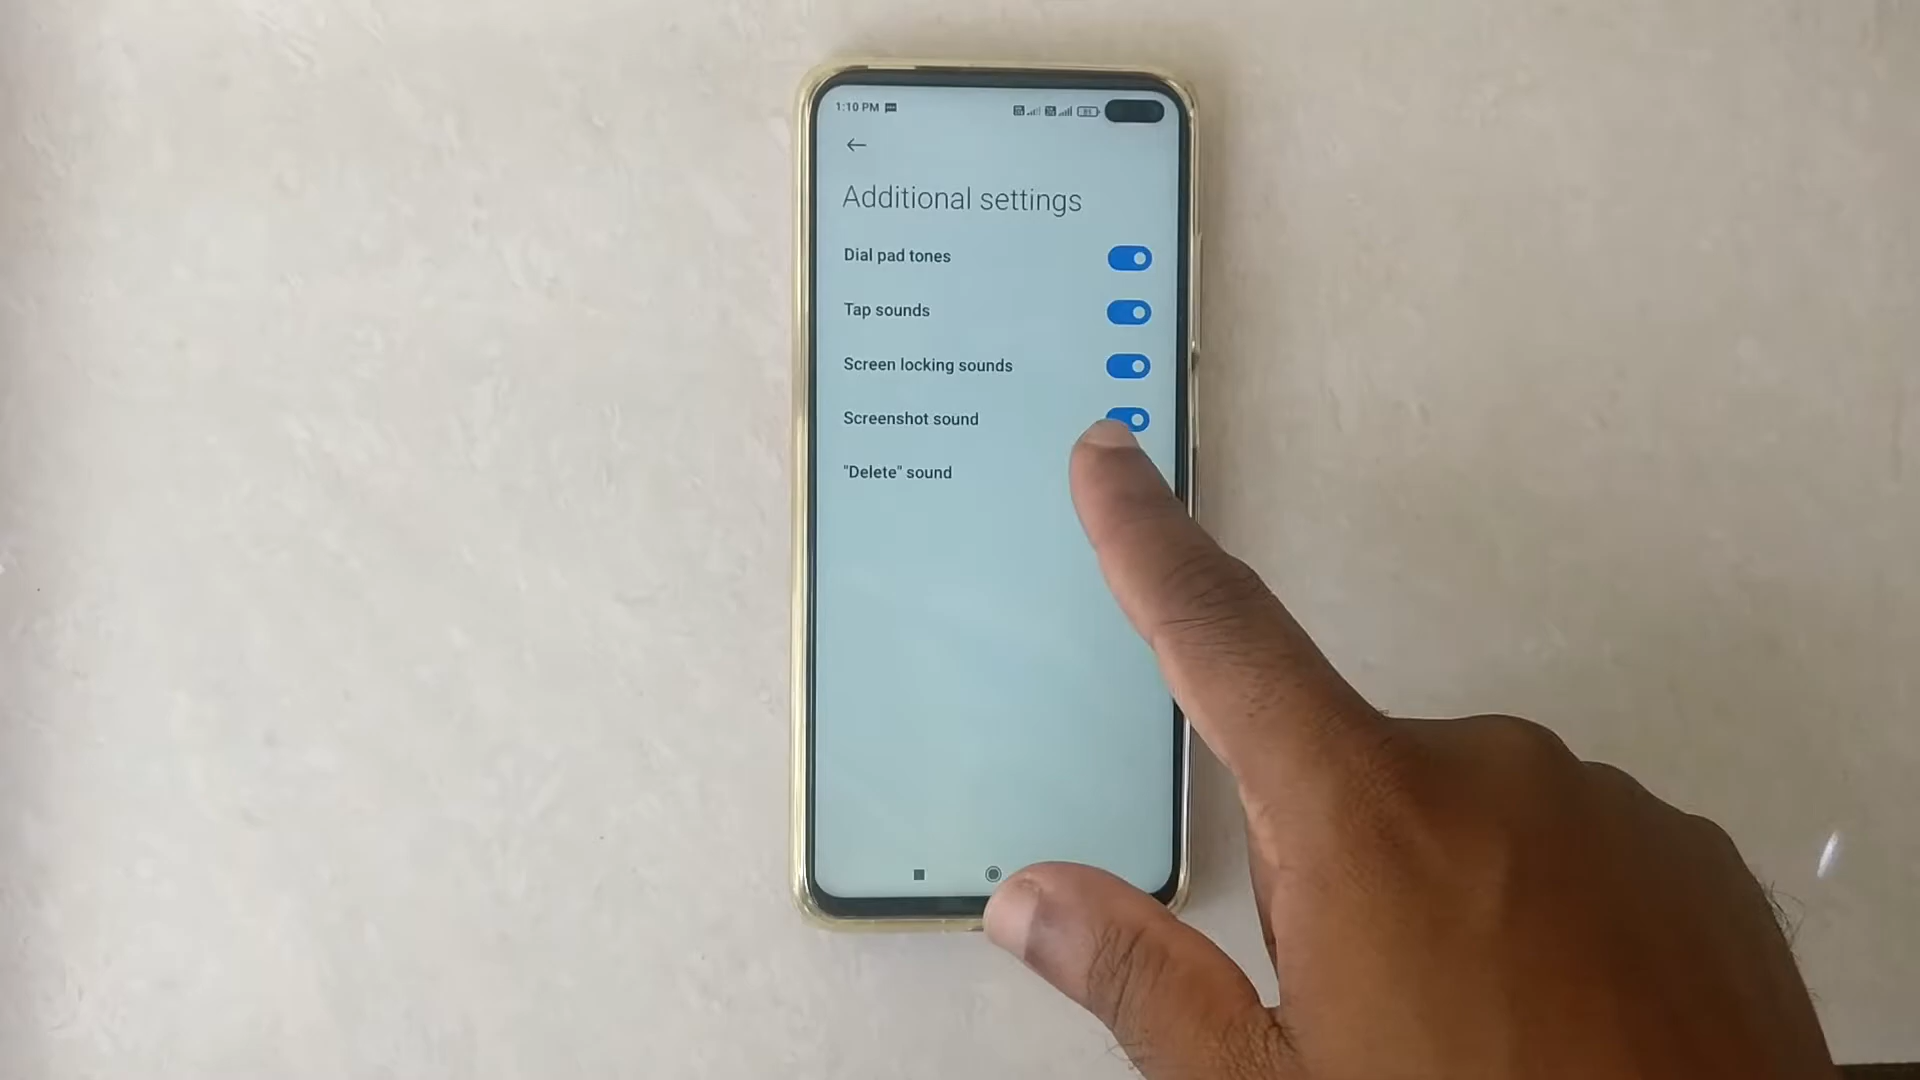 1:10 PM
Additional settings
Dial pad tones
Tap sounds
Screen locking sounds
Screenshot sound
"Delete" sound